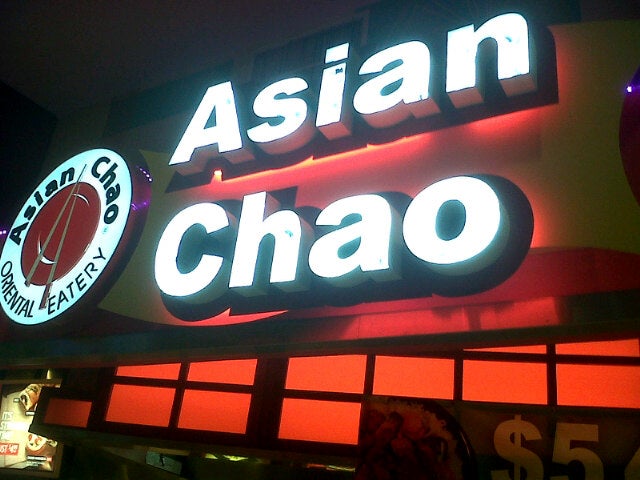 Asian
Chao
Asian Chao
ORIENTAL EATERY
$5